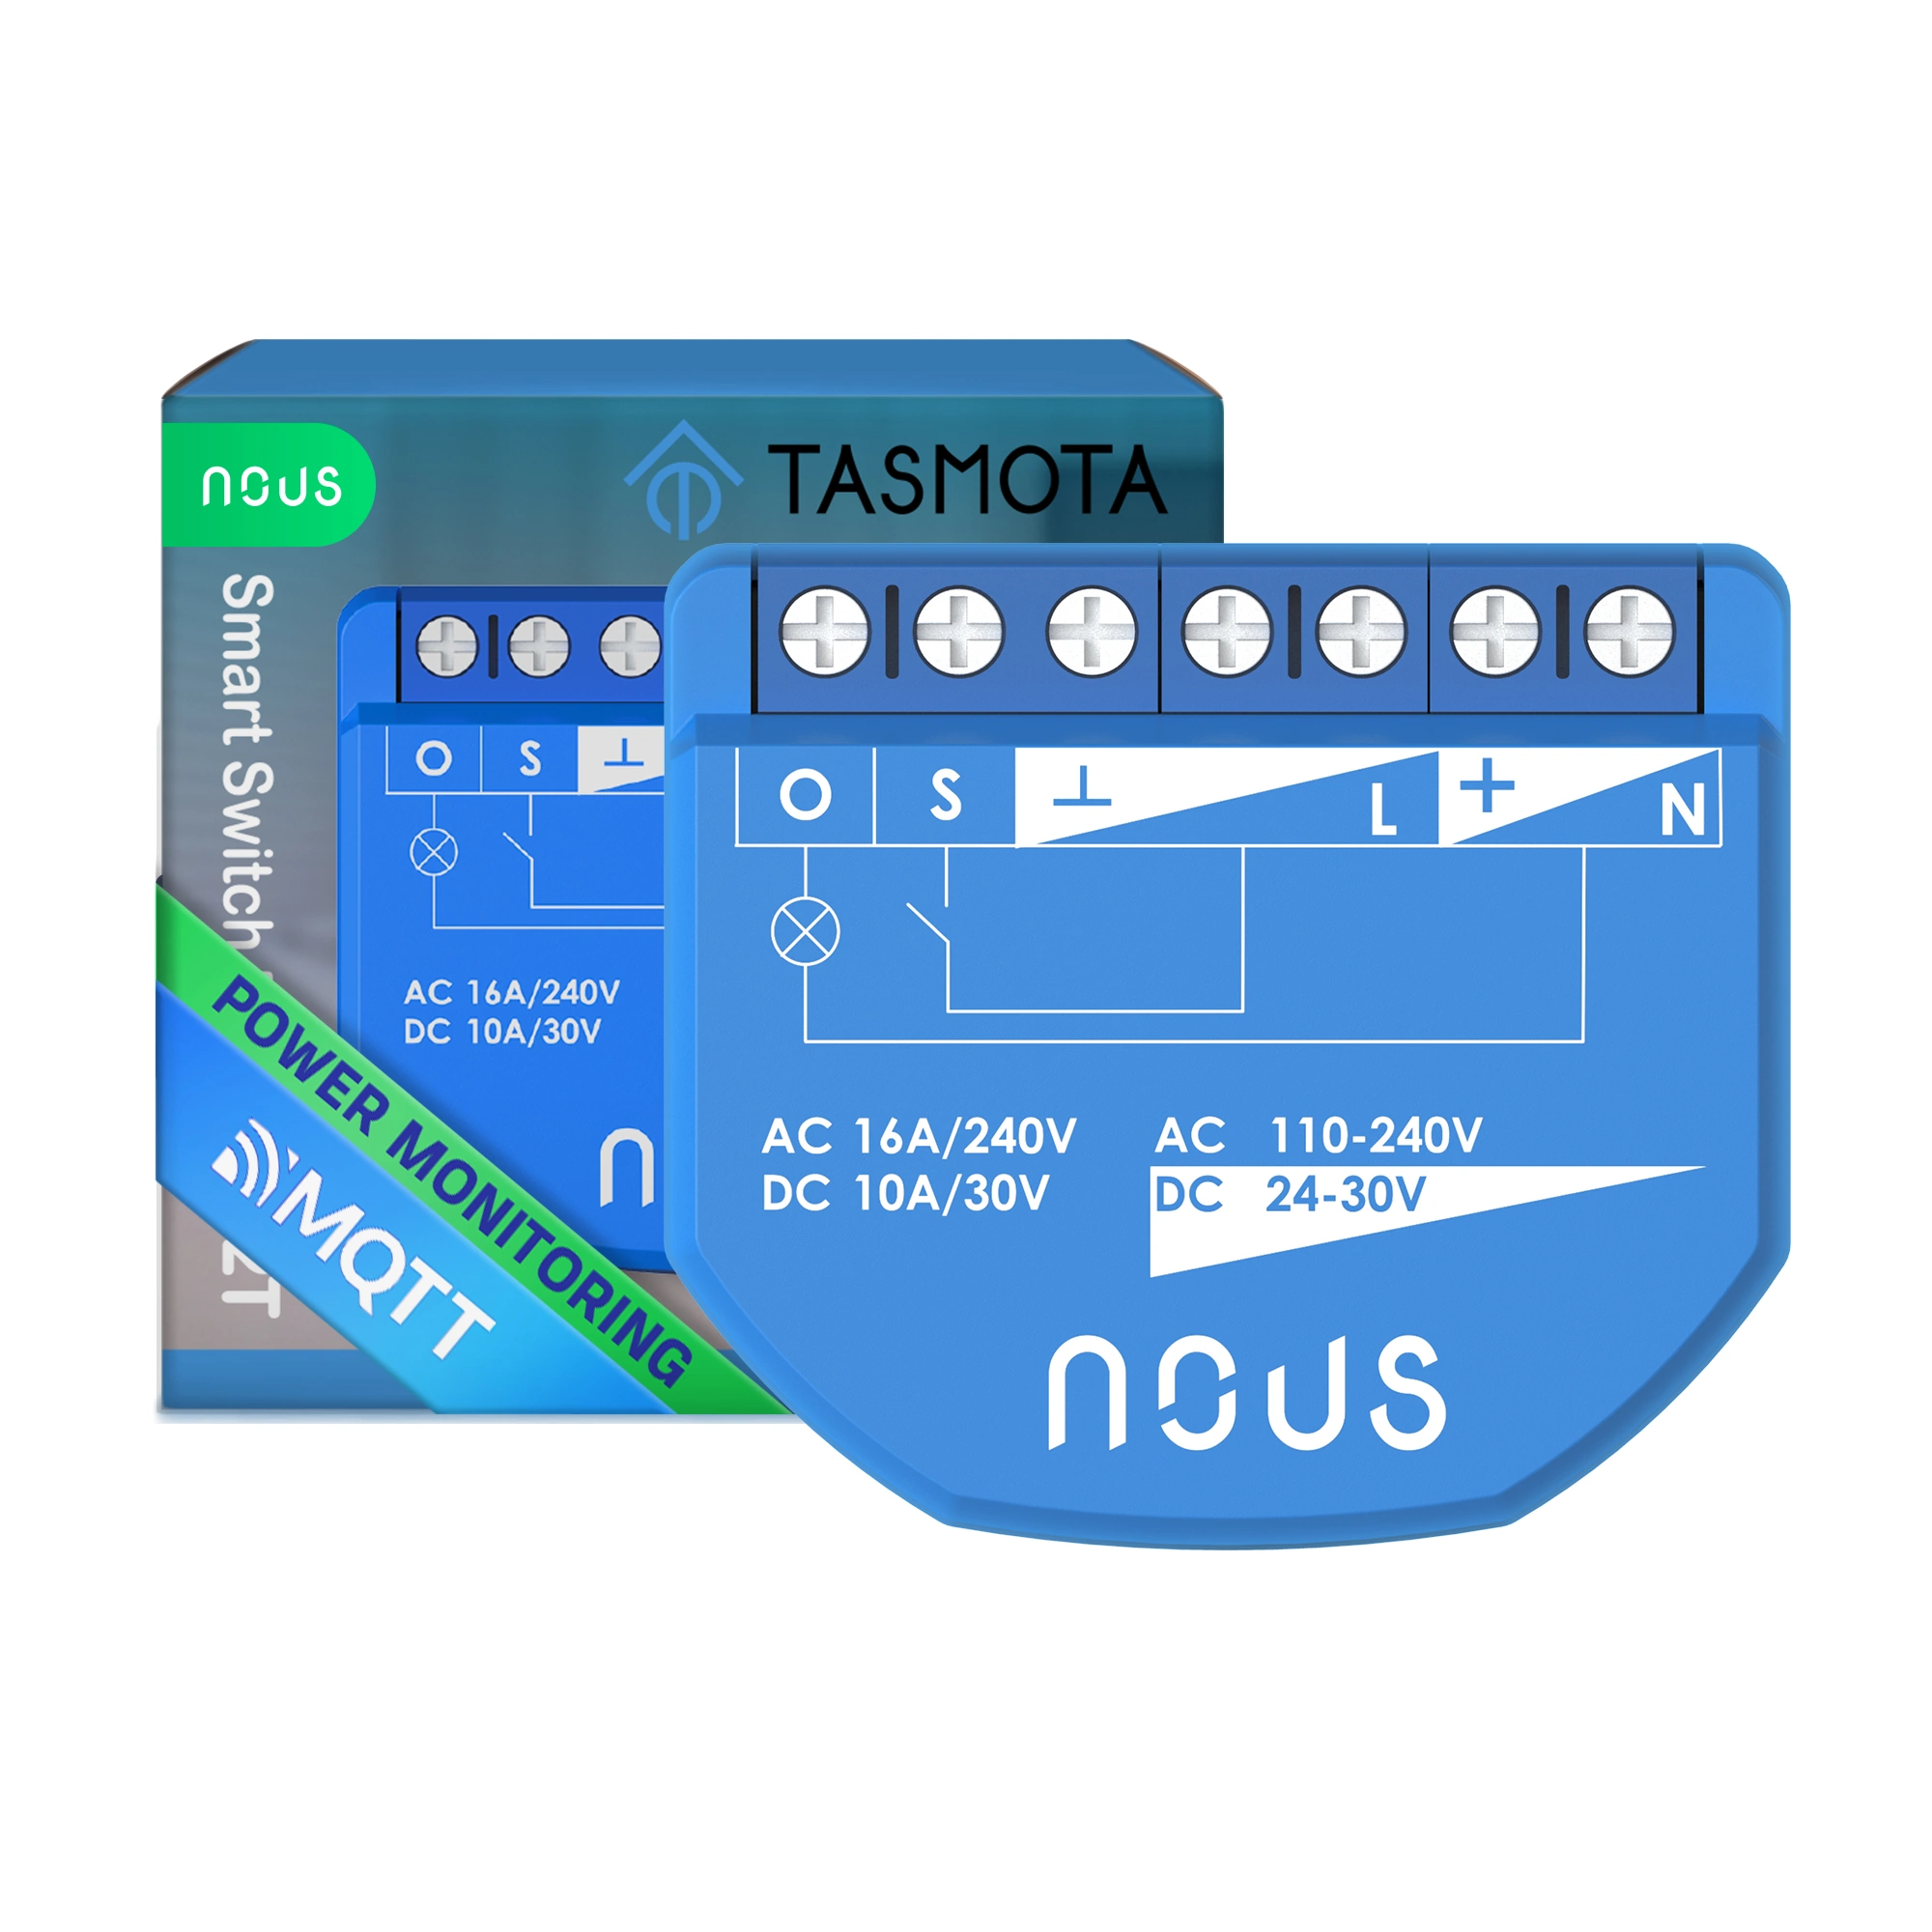 nous
TASMOTA
Smart Switch
2T
O S ⊥
AC 16A/240V
DC 10A/30V
n
POWER MONITORING
MQTT
O S ⊥ L + N
AC 16A/240V
DC 10A/30V
AC 110-240V
DC 24-30V
nous